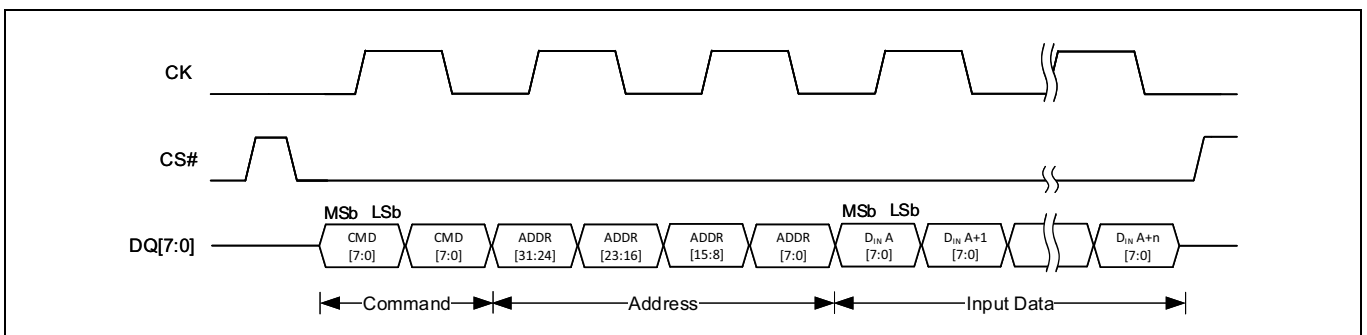 CK
CS#
MSb LSb MSb LSb
DQ[7:0] CMD [7:0] CMD [7:0] ADDR [31:24] ADDR [23:16] ADDR [15:8] ADDR [7:0] DIN A [7:0] DIN A+1 [7:0] DIN A+n [7:0]
Command Address Input Data